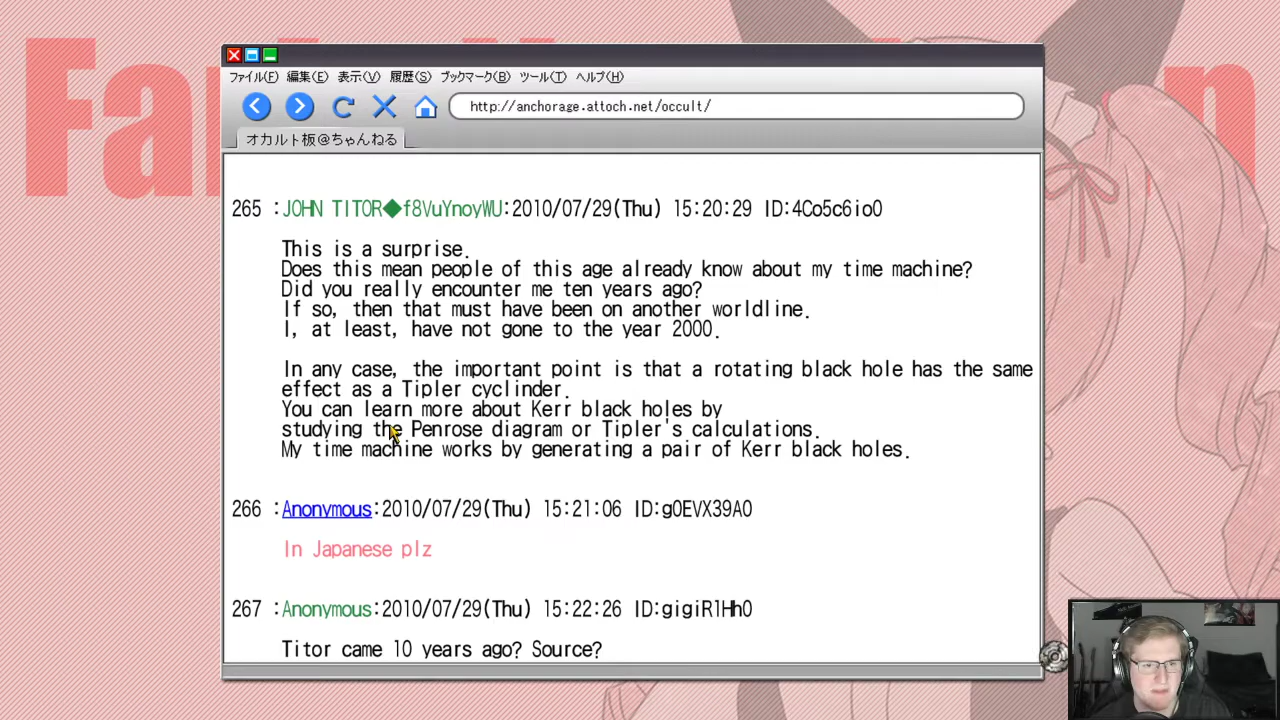 ファイル(F) 編集(E) 表示(V) 履歴(S) ブックマーク(B) ツール(T) ヘルプ(H)
http://anchorage.attoch.net/occult/
オカルト板@ちゃんねる
265 :JOHN TITOR◆f8VuYnoyWU:2010/07/29(Thu) 15:20:29 ID:4Co5c6io0
This is a surprise.
Does this mean people of this age already know about my time machine?
Did you really encounter me ten years ago?
If so, then that must have been on another worldline.
I, at least, have not gone to the year 2000.
In any case, the important point is that a rotating black hole has the same
effect as a Tipler cyclinder.
You can learn more about Kerr black holes by
studying the Penrose diagram or Tipler's calculations.
My time machine works by generating a pair of Kerr black holes.
266 :Anonymous:2010/07/29(Thu) 15:21:06 ID:g0EVX39A0
In Japanese plz
267 :Anonymous:2010/07/29(Thu) 15:22:26 ID:gigiR1Hh0
Titor came 10 years ago? Source?